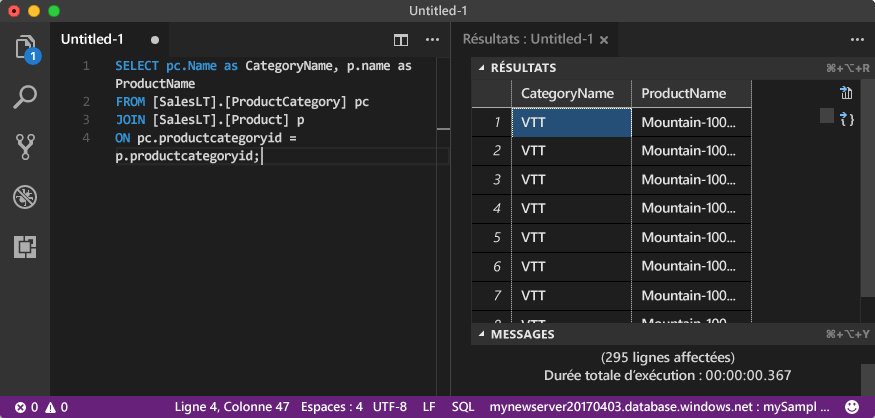 Untitled-1
Untitled-1
Résultats : Untitled-1
1
1 SELECT pc.Name as CategoryName, p.name as
ProductName
2 FROM [SalesLT].[ProductCategory] pc
3 JOIN [SalesLT].[Product] p
4 ON pc.productcategoryid =
p.productcategoryid;
RÉSULTATS ⌘+⌥+R
CategoryName ProductName
1 VTT Mountain-100...
2 VTT Mountain-100...
3 VTT Mountain-100...
4 VTT Mountain-100...
5 VTT Mountain-100...
6 VTT Mountain-100...
7 VTT Mountain-100...
8 VTT Mountain-100...
MESSAGES ⌘+⌥+Y
(295 lignes affectées)
Durée totale d'exécution : 00:00:00.367
0 0 Ligne 4, Colonne 47 Espaces : 4 UTF-8 LF SQL mynewserver20170403.database.windows.net : mySampl ...